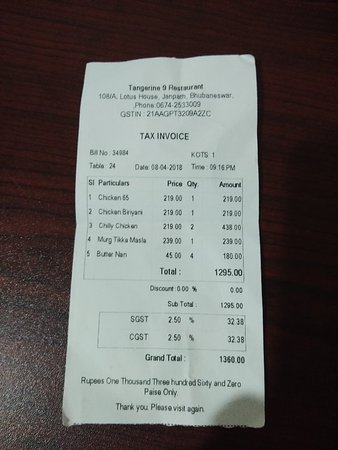 Tangerine 9 Restaurant
108/A, Lotus House, Janpath, Bhubaneswar,
,Phone:0674-2533009
GSTIN : 21AAGPT3209A2ZC
TAX INVOICE
Bill No : 34984 KOTS 1
Table : 24 Date: 08-04-2018 Time : 09:16PM
Sl Particulars Price Qty. Amount
1 Chicken 65 219.00 1 219.00
2 Chicken Biriyani 219.00 1 219.00
3 Chilly Chicken 219.00 2 438.00
4 Murg Tikka Masla 239.00 1 239.00
5 Butter Nan 45.00 4 180.00
Total : 1295.00
Discount :0.00 % 0.00
Sub Total : 1295.00
SGST 2.50 % 32.38
CGST 2.50 % 32.38
Grand Total : 1360.00
Rupees One Thousand Three hundred Sixty and Zero
Paise Only.
Thank you. Please visit again.